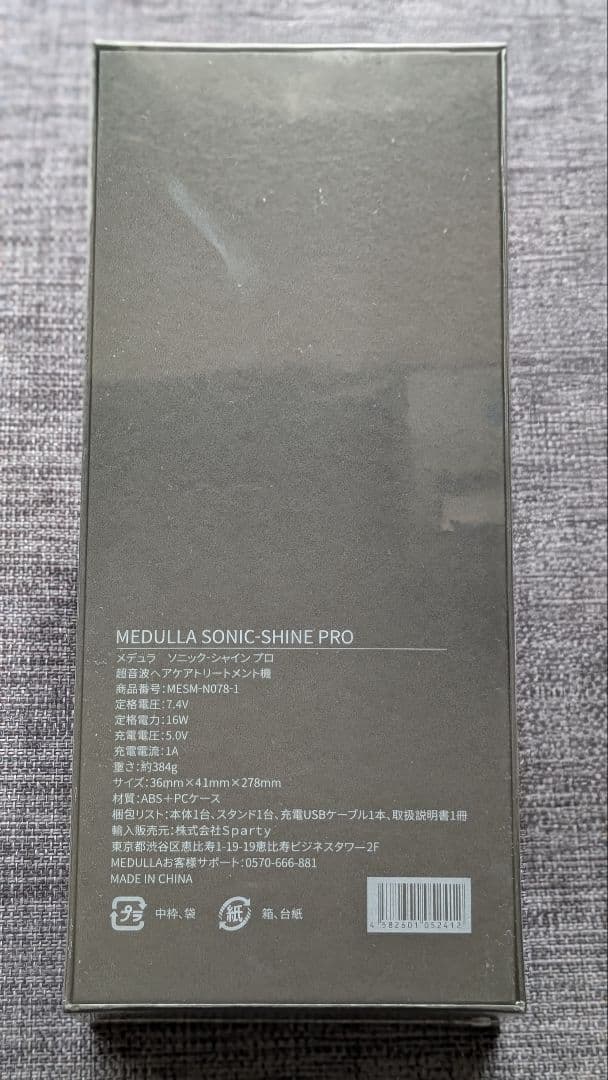 MEDULLA SONIC-SHINE PRO
メデュラ ソニック-シャイン プロ
超音波ヘアケアトリートメント機
商品番号:MESM-N078-1
定格電圧:7.4V
定格電力:16W
充電電圧:5.0V
充電電流:1A
重さ:約384g
サイズ:36mm×41mm×278mm
材質:ABS+PCケース
梱包リスト:本体1台、スタンド1台、充電USBケーブル1本、取扱説明書1冊
輸入販売元:株式会社Sparty
東京都渋谷区恵比寿1-19-19恵比寿ビジネスタワー2F
MEDULLAお客様サポート:0570-666-881
MADE IN CHINA
プラ 中枠、袋 紙 箱、台紙
4582601052412